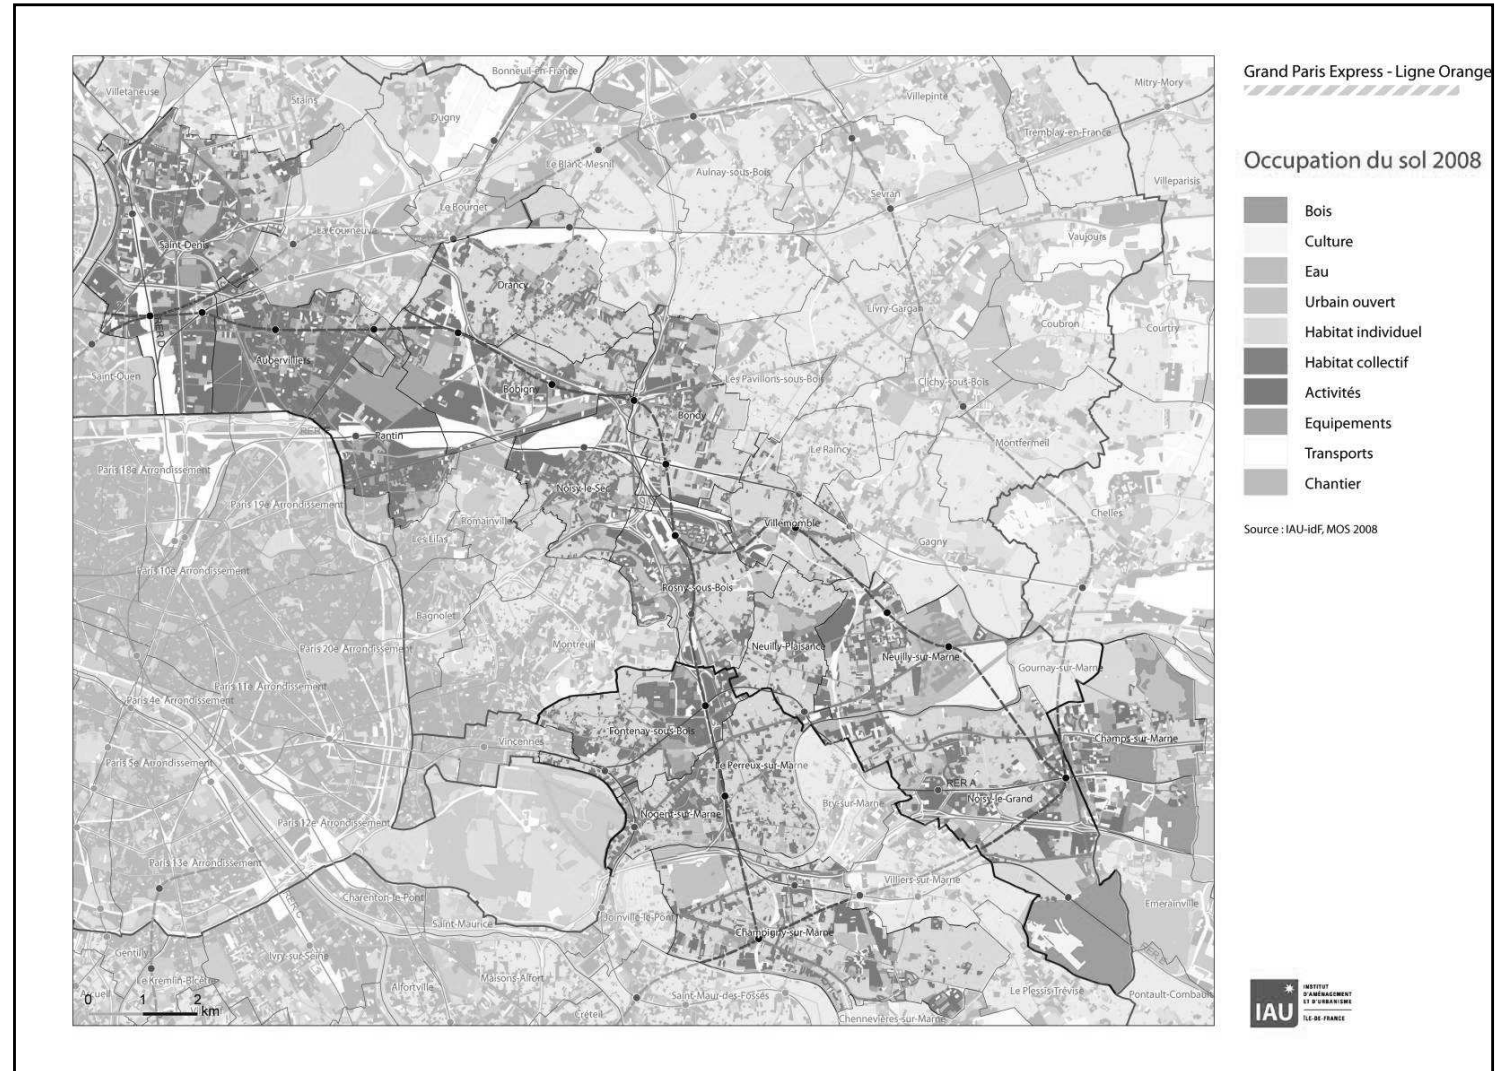 Grand Paris Express - Ligne Orange
Occupation du sol 2008
Bois
Culture
Eau
Urbain ouvert
Habitat individuel
Habitat collectif
Activités
Equipements
Transports
Chantier
Source : IAU-idF, MOS 2008
Bonneuil-en-France
Villetaneuse
Stains
Dugny
Villepinte
Mitry-Mory
Tremblay-en-France
Le Blanc-Mesnil
Aulnay-sous-Bois
Sevran
Villeparisis
Le Bourget
La Courneuve
Saint-Denis
Vaujours
Drancy
Livry-Gargan
Coubron
Courtry
RER D
Aubervilliers
Saint-Ouen
Bobigny
Les Pavillons-sous-Bois
Clichy-sous-Bois
Bondy
Pantin
Le Raincy
Montfermeil
Paris 18e Arrondissement
Noisy-le-Sec
Paris 19e Arrondissement
Romainville
Villemomble
Chelles
Les Lilas
Gagny
Paris 10e Arrondissement
Rosny-sous-Bois
Bagnolet
Montreuil
Neuilly-Plaisance
Neuilly-sur-Marne
Paris 20e Arrondissement
Gournay-sur-Marne
Paris 11e Arrondissement
Paris 4e Arrondissement
Fontenay-sous-Bois
Champs-sur-Marne
Vincennes
Paris 5e Arrondissement
Le Perreux-sur-Marne
RER A
Noisy-le-Grand
Bry-sur-Marne
Nogent-sur-Marne
Paris 12e Arrondissement
Paris 13e Arrondissement
Villiers-sur-Marne
Charenton-le-Pont
RER C
Emerainville
Joinville-le-Pont
Saint-Maurice
Champigny-sur-Marne
Gentilly
Ivry-sur-Seine
Le Kremlin-Bicêtre
Maisons-Alfort
Alfortville
Arcueil
Saint-Maur-des-Fossés
Le Plessis-Trévise
Pontault-Combault
Créteil
Chennevières-sur-Marne
0 1 2
km
IAU
INSTITUT
D'AMÉNAGEMENT
ET D'URBANISME
ÎLE-DE-FRANCE